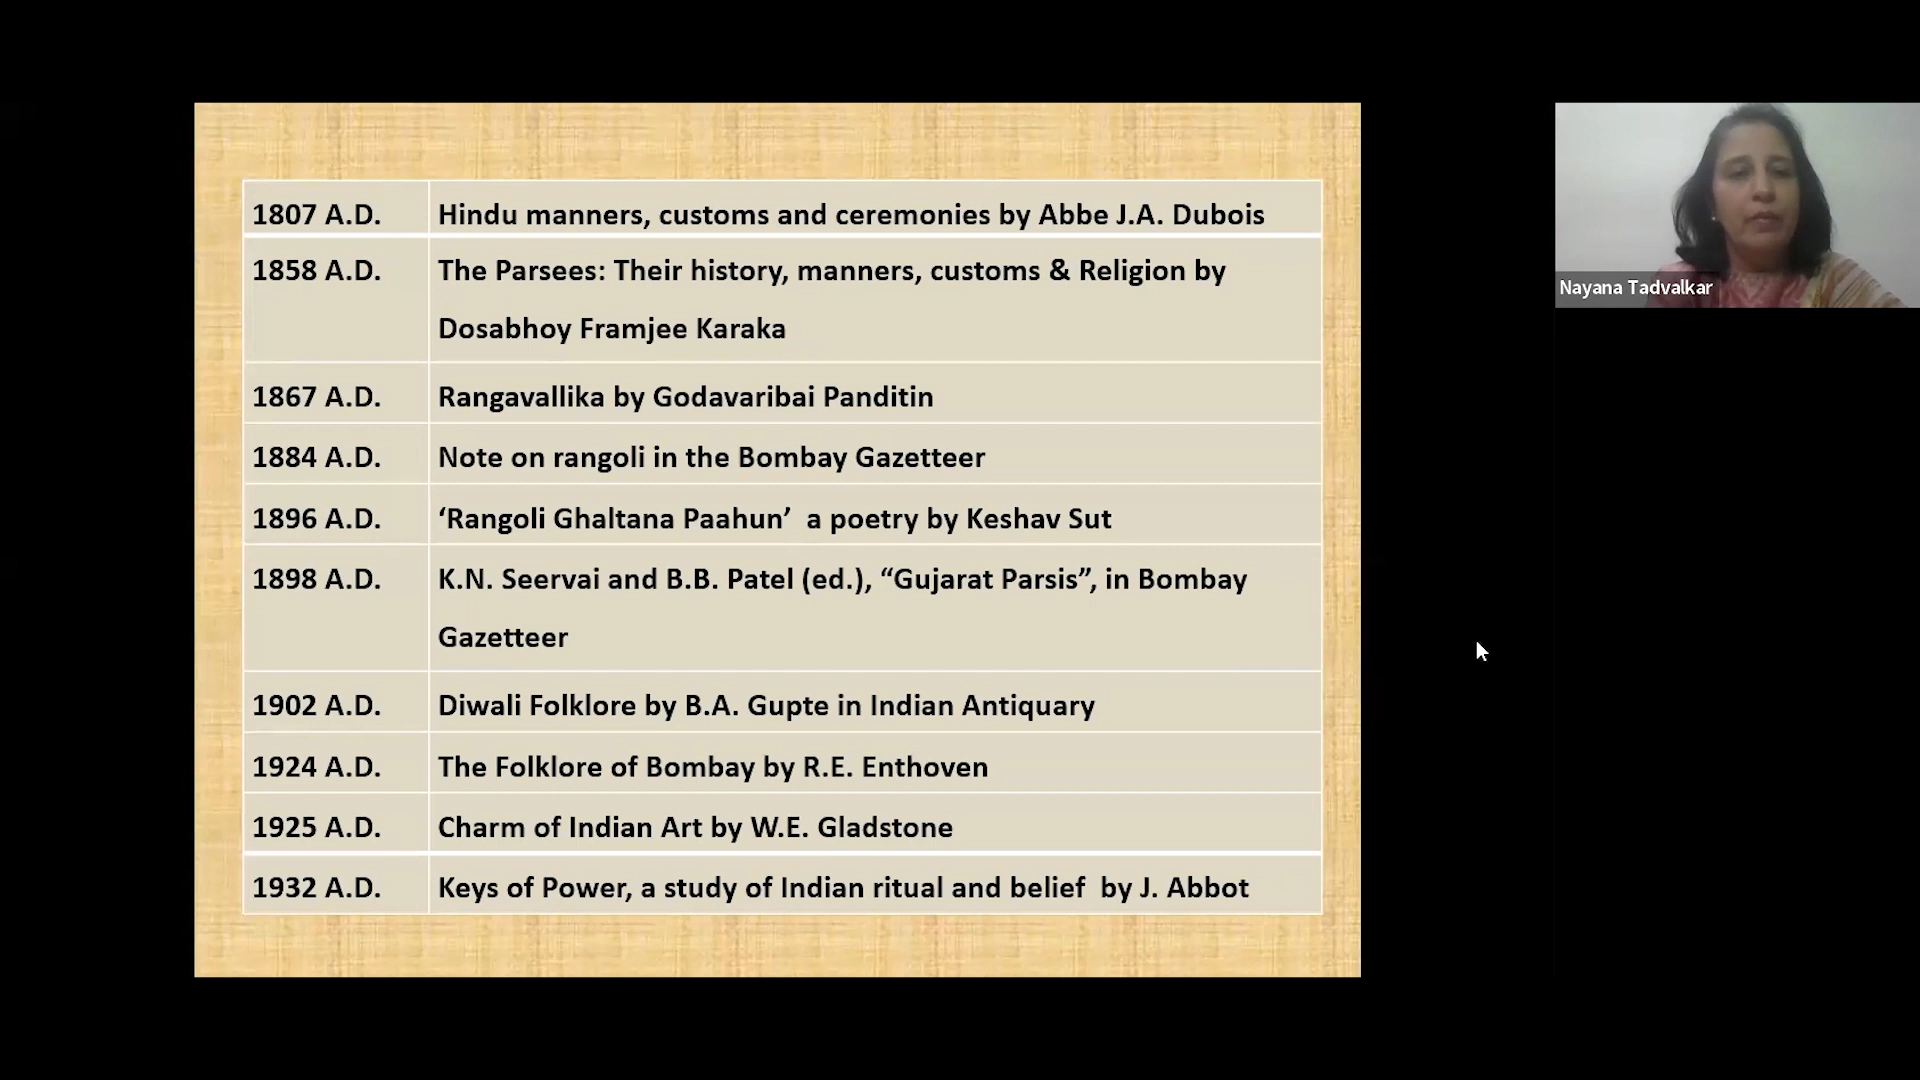 1807 A.D. Hindu manners, customs and ceremonies by Abbe J.A. Dubois
1858 A.D. The Parsees: Their history, manners, customs & Religion by
Dosabhoy Framjee Karaka
1867 A.D. Rangavallika by Godavaribai Panditin
1884 A.D. Note on rangoli in the Bombay Gazetteer
1896 A.D. ‘Rangoli Ghaltana Paahun’ a poetry by Keshav Sut
1898 A.D. K.N. Seervai and B.B. Patel (ed.), “Gujarat Parsis”, in Bombay
Gazetteer
1902 A.D. Diwali Folklore by B.A. Gupte in Indian Antiquary
1924 A.D. The Folklore of Bombay by R.E. Enthoven
1925 A.D. Charm of Indian Art by W.E. Gladstone
1932 A.D. Keys of Power, a study of Indian ritual and belief by J. Abbot
Nayana Tadvalkar